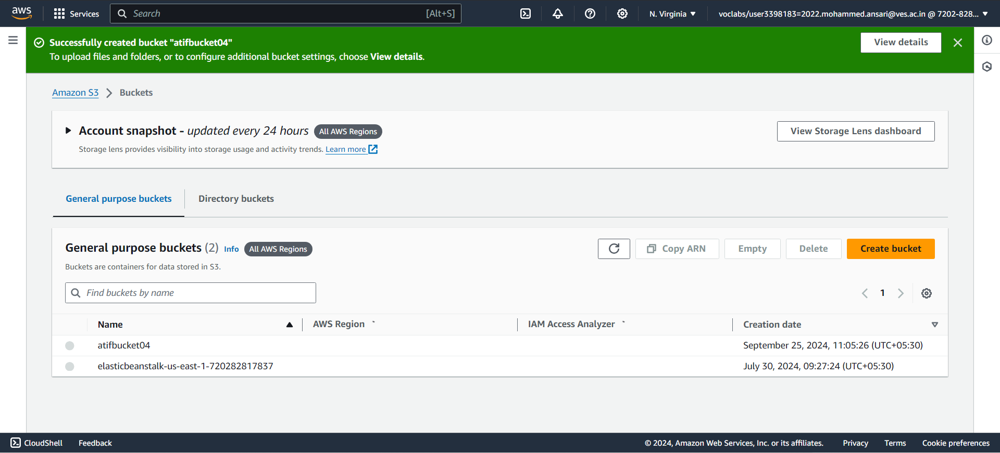 aws
Services
Search [Alt+S]
N. Virginia
voclabs/user3398183=2022.mohammed.ansari@ves.ac.in @ 7202-828...
Successfully created bucket "atifbucket04"
To upload files and folders, or to configure additional bucket settings, choose View details.
View details
Amazon S3 Buckets
Account snapshot - updated every 24 hours All AWS Regions
Storage lens provides visibility into storage usage and activity trends. Learn more
View Storage Lens dashboard
General purpose buckets Directory buckets
General purpose buckets (2) Info All AWS Regions
Copy ARN Empty Delete Create bucket
Buckets are containers for data stored in S3.
Find buckets by name
1
Name AWS Region IAM Access Analyzer Creation date
atifbucket04 September 25, 2024, 11:05:26 (UTC+05:30)
elasticbeanstalk-us-east-1-720282817837 July 30, 2024, 09:27:24 (UTC+05:30)
CloudShell Feedback © 2024, Amazon Web Services, Inc. or its affiliates. Privacy Terms Cookie preferences